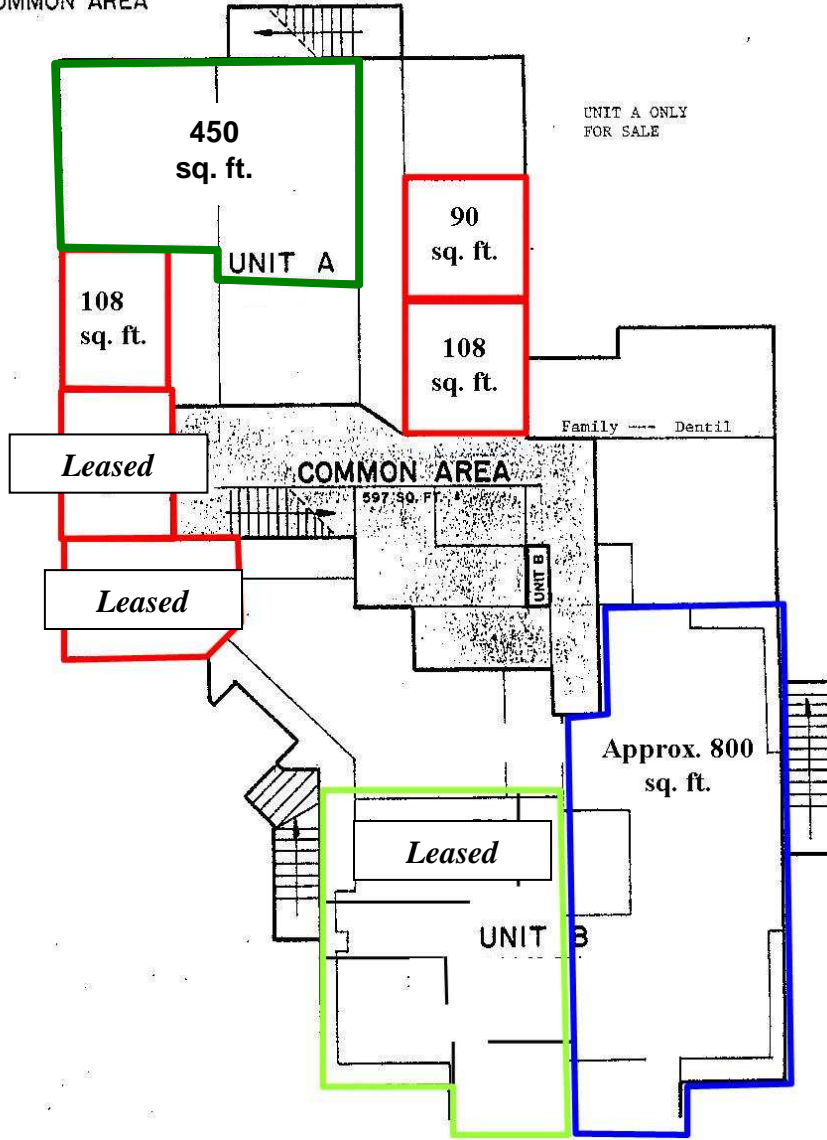 COMMON AREA
UNIT A ONLY
FOR SALE
450
sq. ft.
90
sq. ft.
UNIT A
108
sq. ft.
108
sq. ft.
Family --- Dentil
Leased
COMMON AREA
597 SQ. FT.
UNIT B
Leased
Approx. 800
sq. ft.
Leased
UNIT B